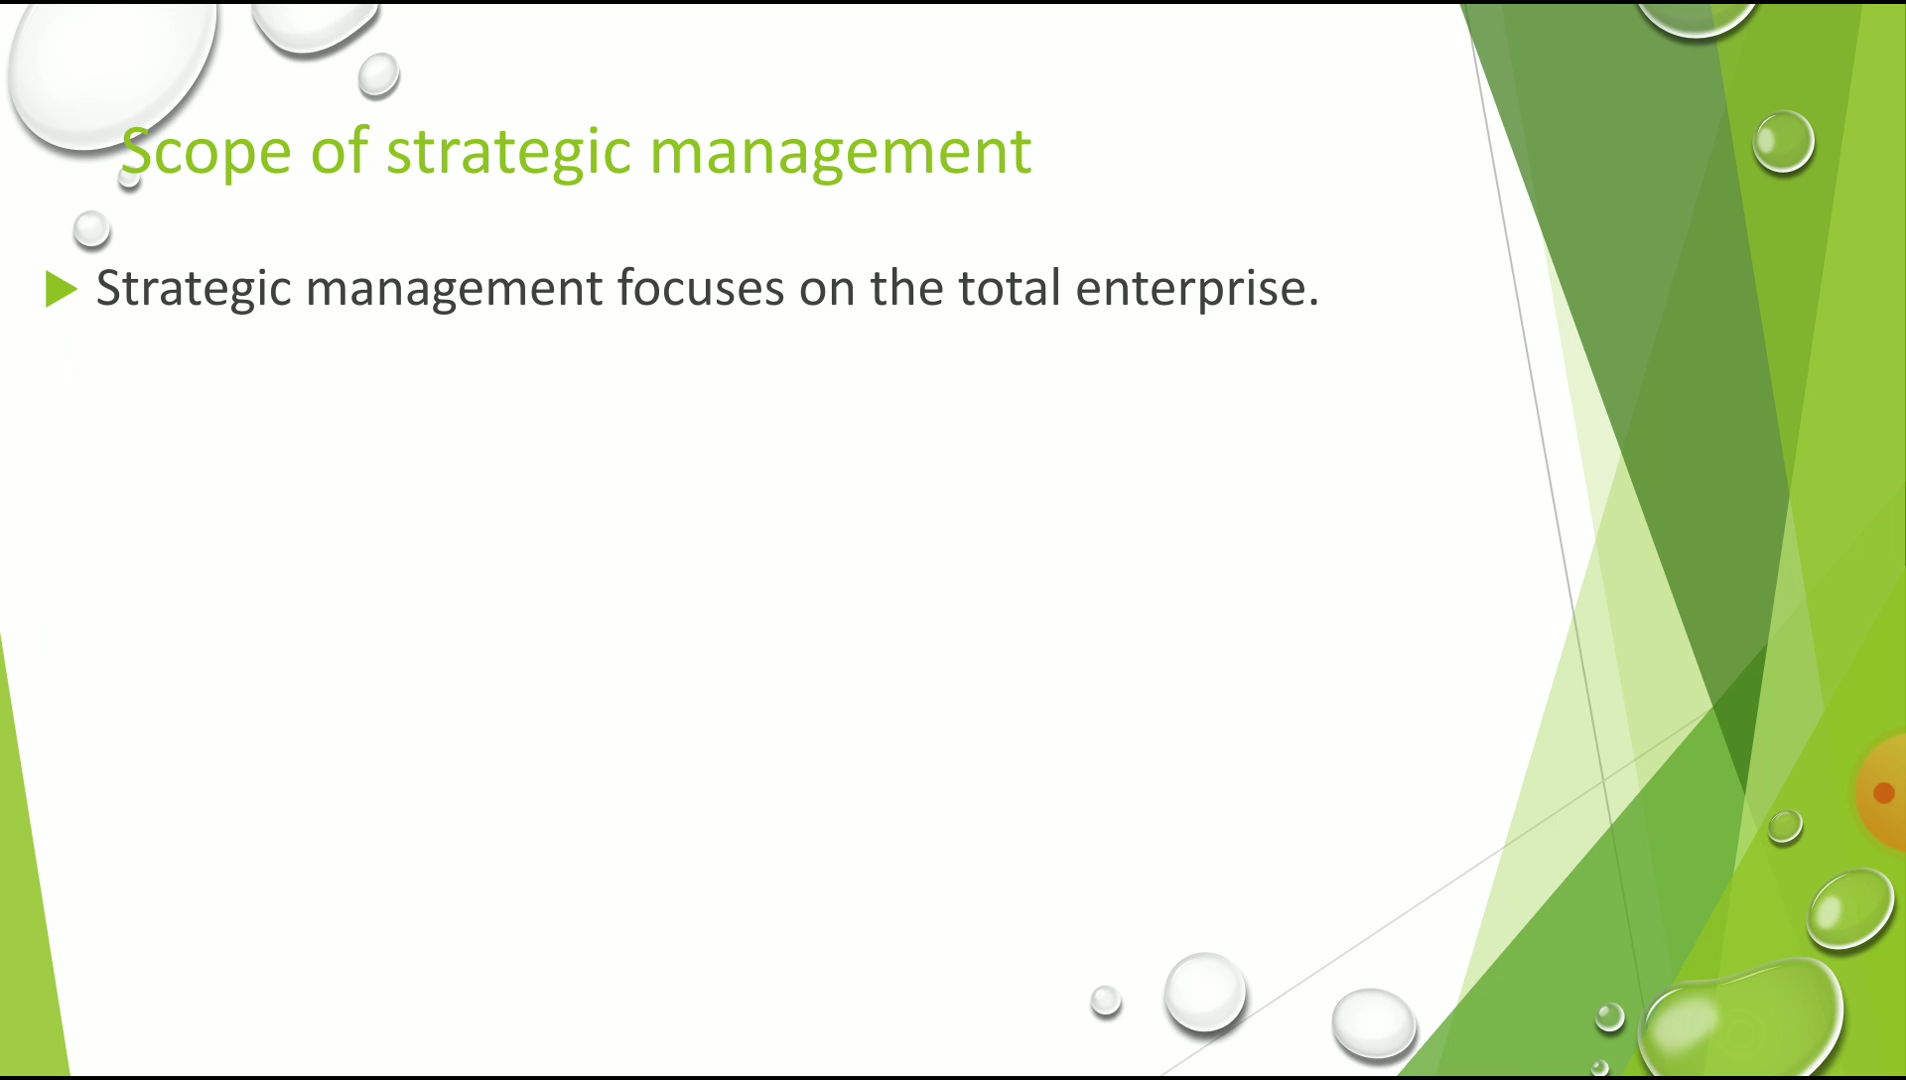 Scope of strategic management
Strategic management focuses on the total enterprise.